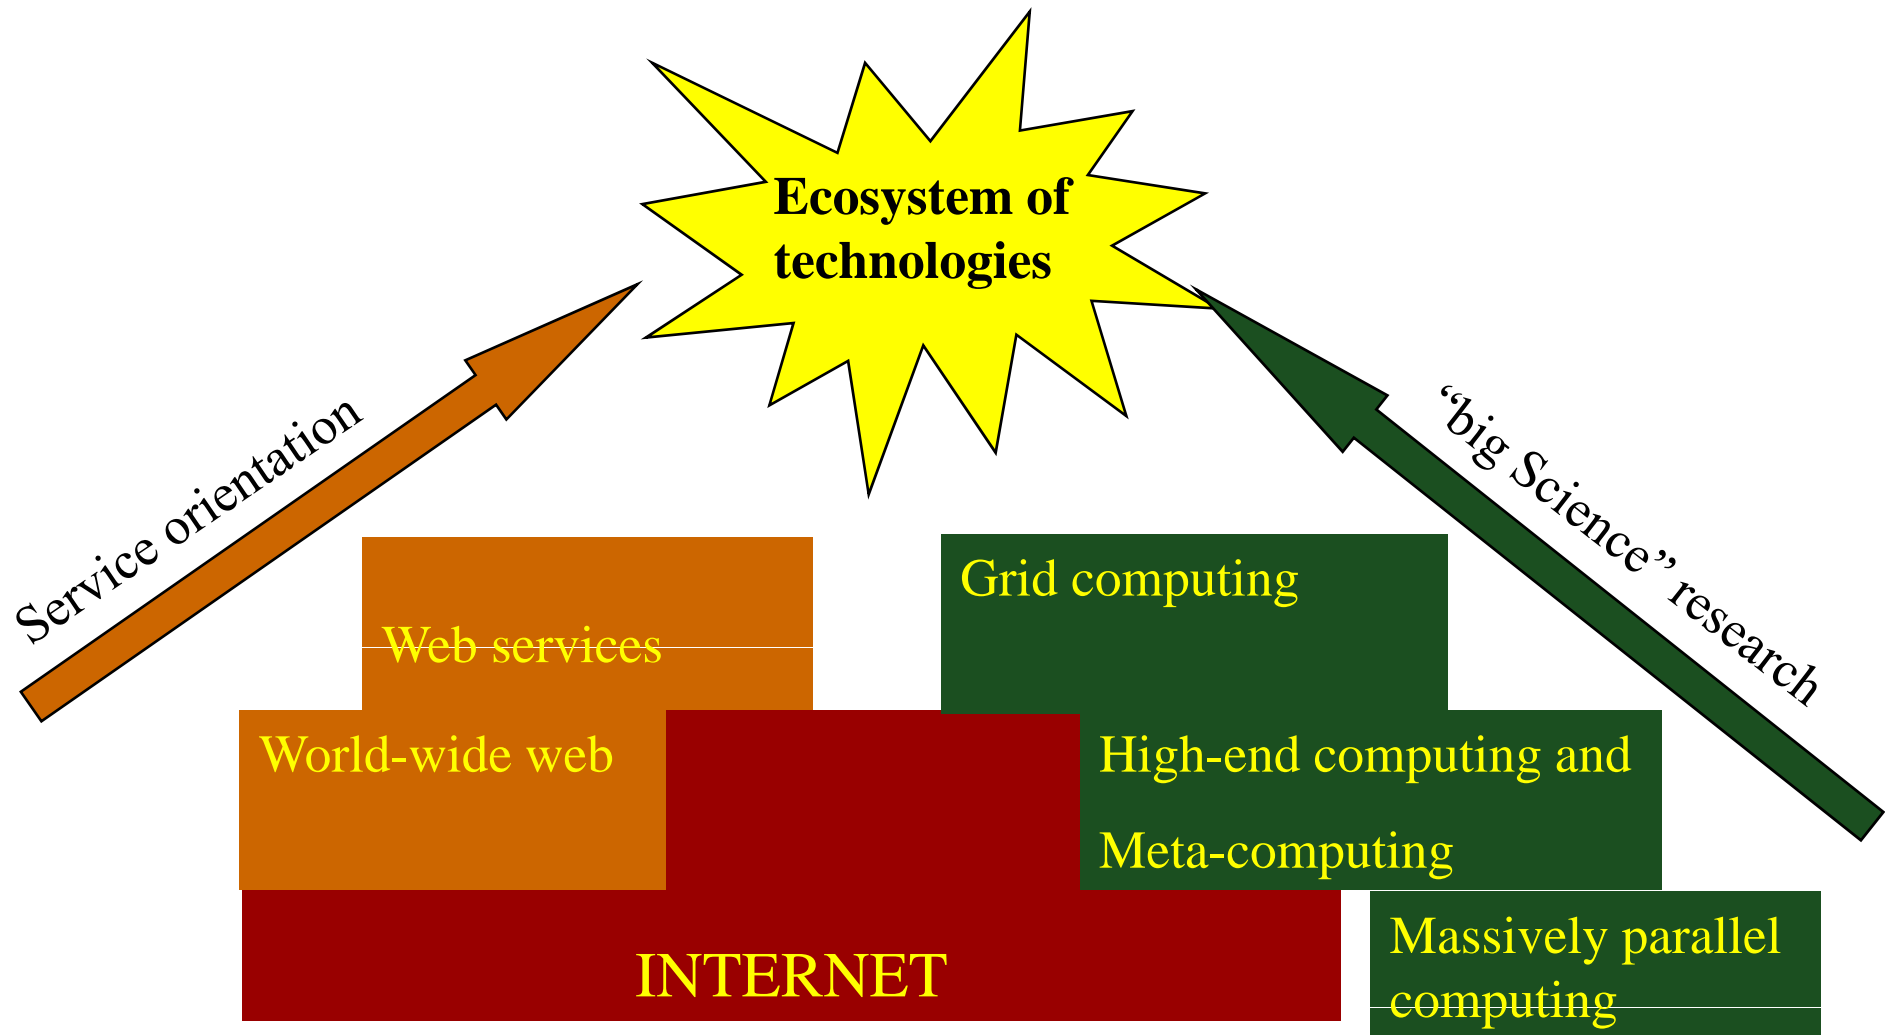 Ecosystem of
technologies
Service orientation
“big Science” research
Web services
Grid computing
World-wide web
High-end computing and
Meta-computing
INTERNET
Massively parallel
computing